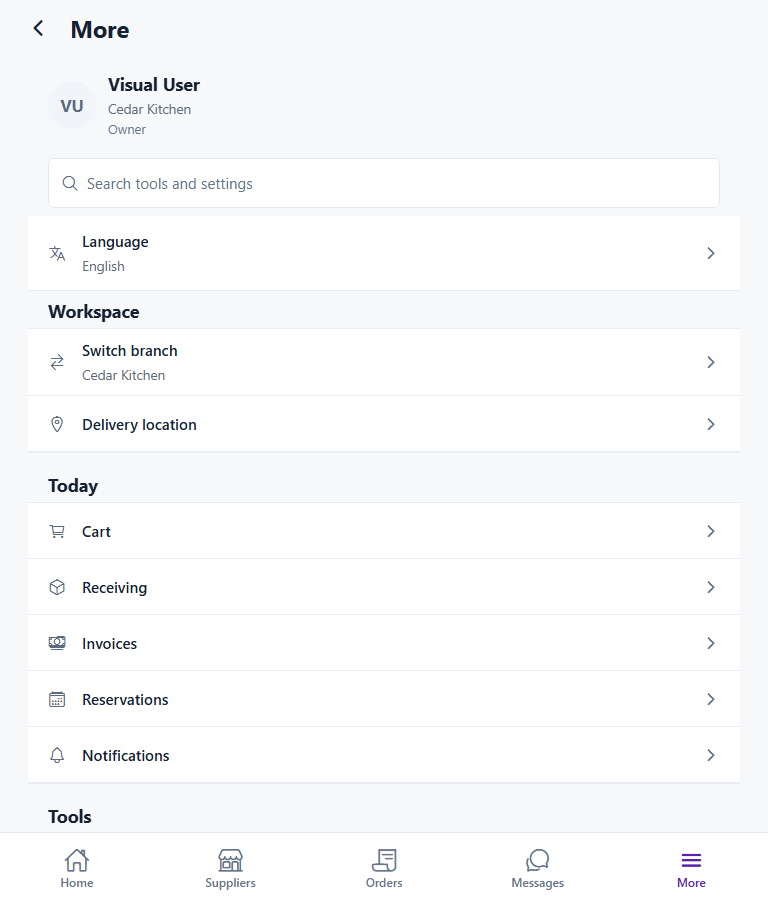 More
VU
Visual User
Cedar Kitchen
Owner
Search tools and settings
Language
English
Workspace
Switch branch
Cedar Kitchen
Delivery location
Today
Cart
Receiving
Invoices
Reservations
Notifications
Tools
Home
Suppliers
Orders
Messages
More